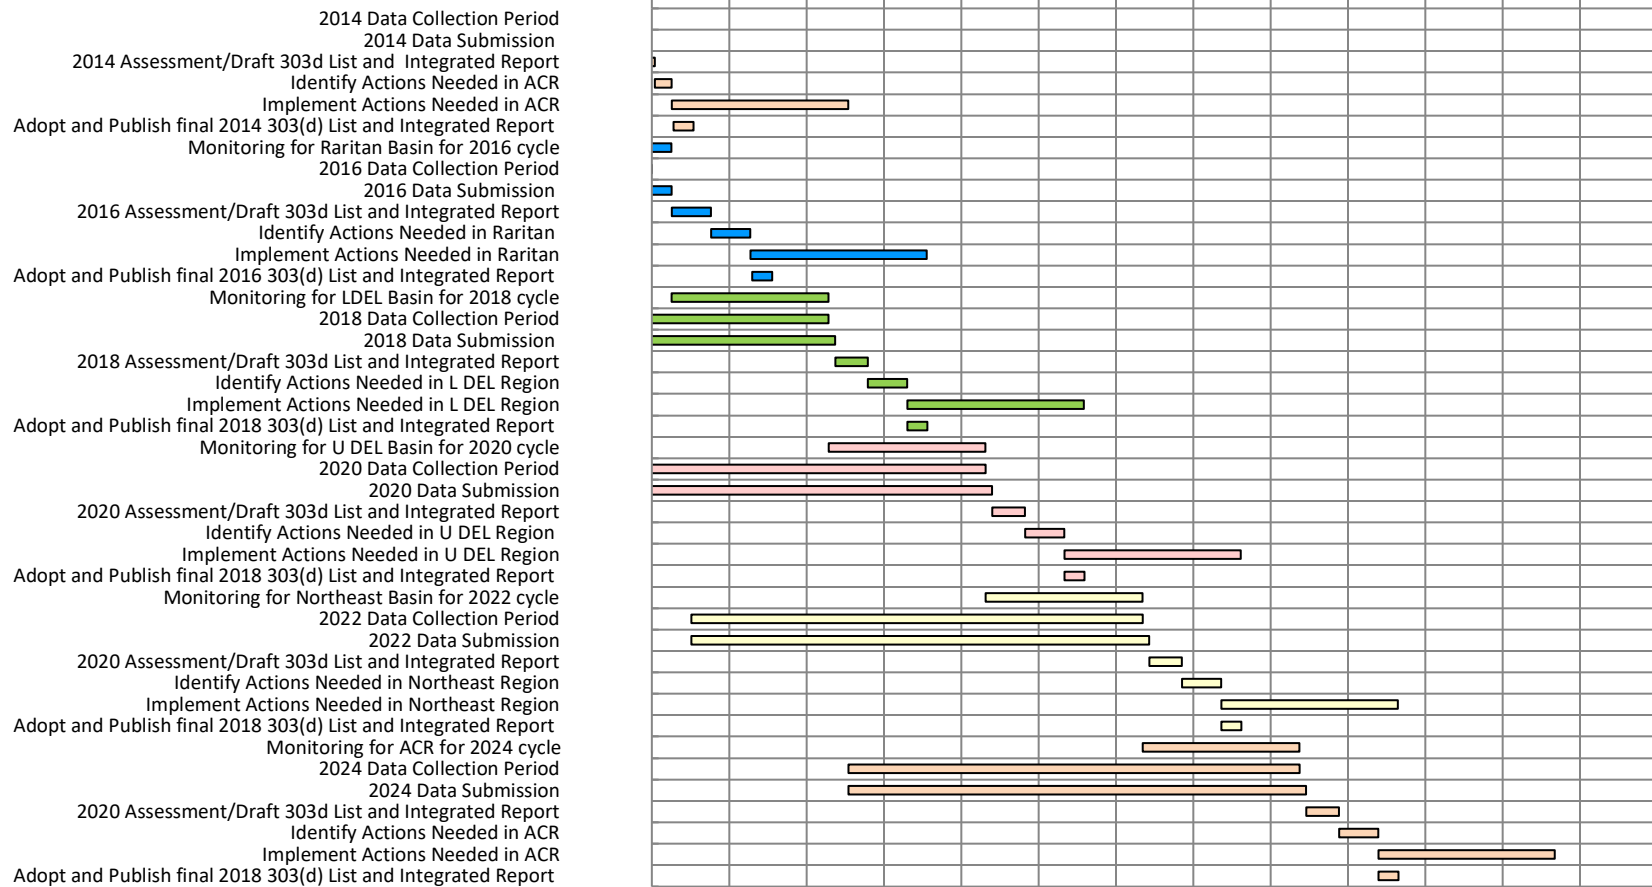 2014 Data Collection Period
2014 Data Submission
2014 Assessment/Draft 303d List and  Integrated Report
Identify Actions Needed in ACR
Implement Actions Needed in ACR
Adopt and Publish final 2014 303(d) List and Integrated Report
Monitoring for Raritan Basin for 2016 cycle
2016 Data Collection Period
2016 Data Submission
2016 Assessment/Draft 303d List and Integrated Report
Identify Actions Needed in Raritan
Implement Actions Needed in Raritan
Adopt and Publish final 2016 303(d) List and Integrated Report
Monitoring for LDEL Basin for 2018 cycle
2018 Data Collection Period
2018 Data Submission
2018 Assessment/Draft 303d List and Integrated Report
Identify Actions Needed in L DEL Region
Implement Actions Needed in L DEL Region
Adopt and Publish final 2018 303(d) List and Integrated Report
Monitoring for U DEL Basin for 2020 cycle
2020 Data Collection Period
2020 Data Submission
2020 Assessment/Draft 303d List and Integrated Report
Identify Actions Needed in U DEL Region
Implement Actions Needed in U DEL Region
Adopt and Publish final 2018 303(d) List and Integrated Report
Monitoring for Northeast Basin for 2022 cycle
2022 Data Collection Period
2022 Data Submission
2020 Assessment/Draft 303d List and Integrated Report
Identify Actions Needed in Northeast Region
Implement Actions Needed in Northeast Region
Adopt and Publish final 2018 303(d) List and Integrated Report
Monitoring for ACR for 2024 cycle
2024 Data Collection Period
2024 Data Submission
2020 Assessment/Draft 303d List and Integrated Report
Identify Actions Needed in ACR
Implement Actions Needed in ACR
Adopt and Publish final 2018 303(d) List and Integrated Report